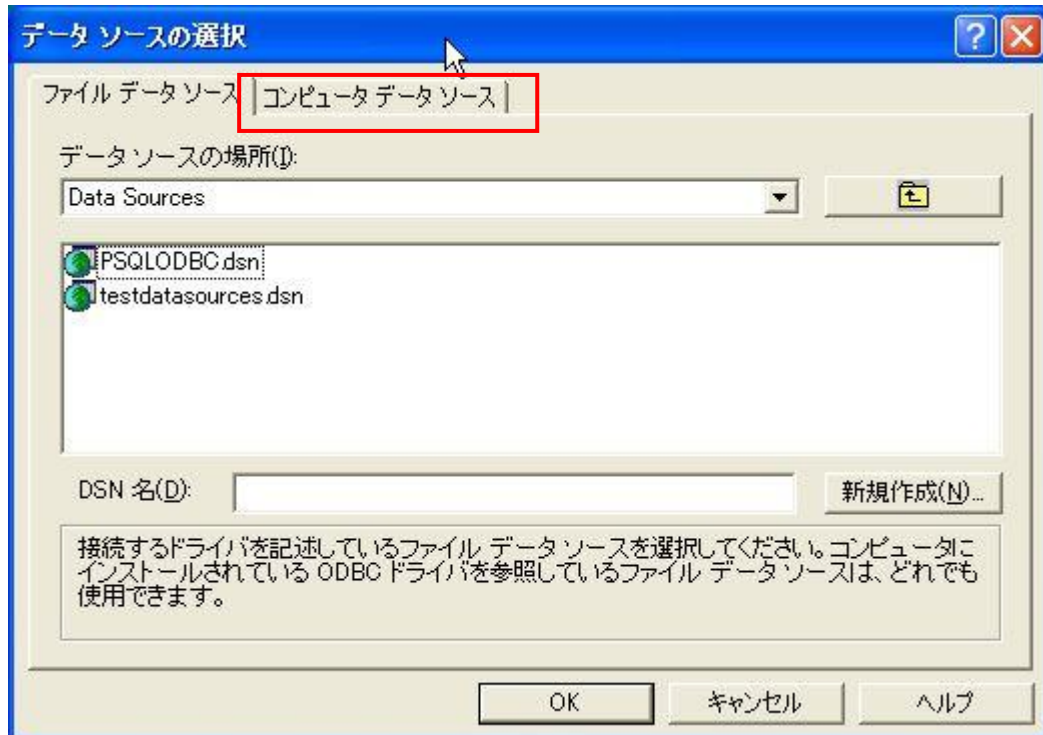 データ ソースの選択
ファイル データ ソース
コンピュータ データ ソース
データ ソースの場所(I):
Data Sources
PSQLODBC.dsn
testdatasources.dsn
DSN 名(D):
新規作成(N)...
接続するドライバを記述しているファイル データ ソースを選択してください。コンピュータに
インストールされている ODBC ドライバを参照しているファイル データ ソースは、どれでも
使用できます。
OK
キャンセル
ヘルプ